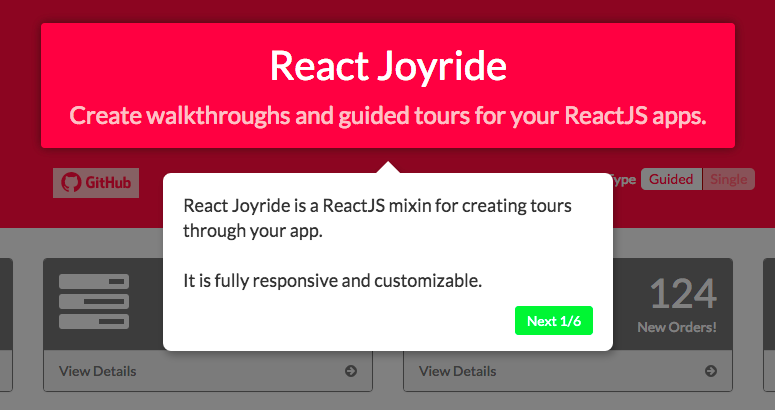 React Joyride
Create walkthroughs and guided tours for your ReactJS apps.
GitHub
Type Guided Single
React Joyride is a ReactJS mixin for creating tours
through your app.
It is fully responsive and customizable.
Next 1/6
124
New Orders!
View Details
View Details